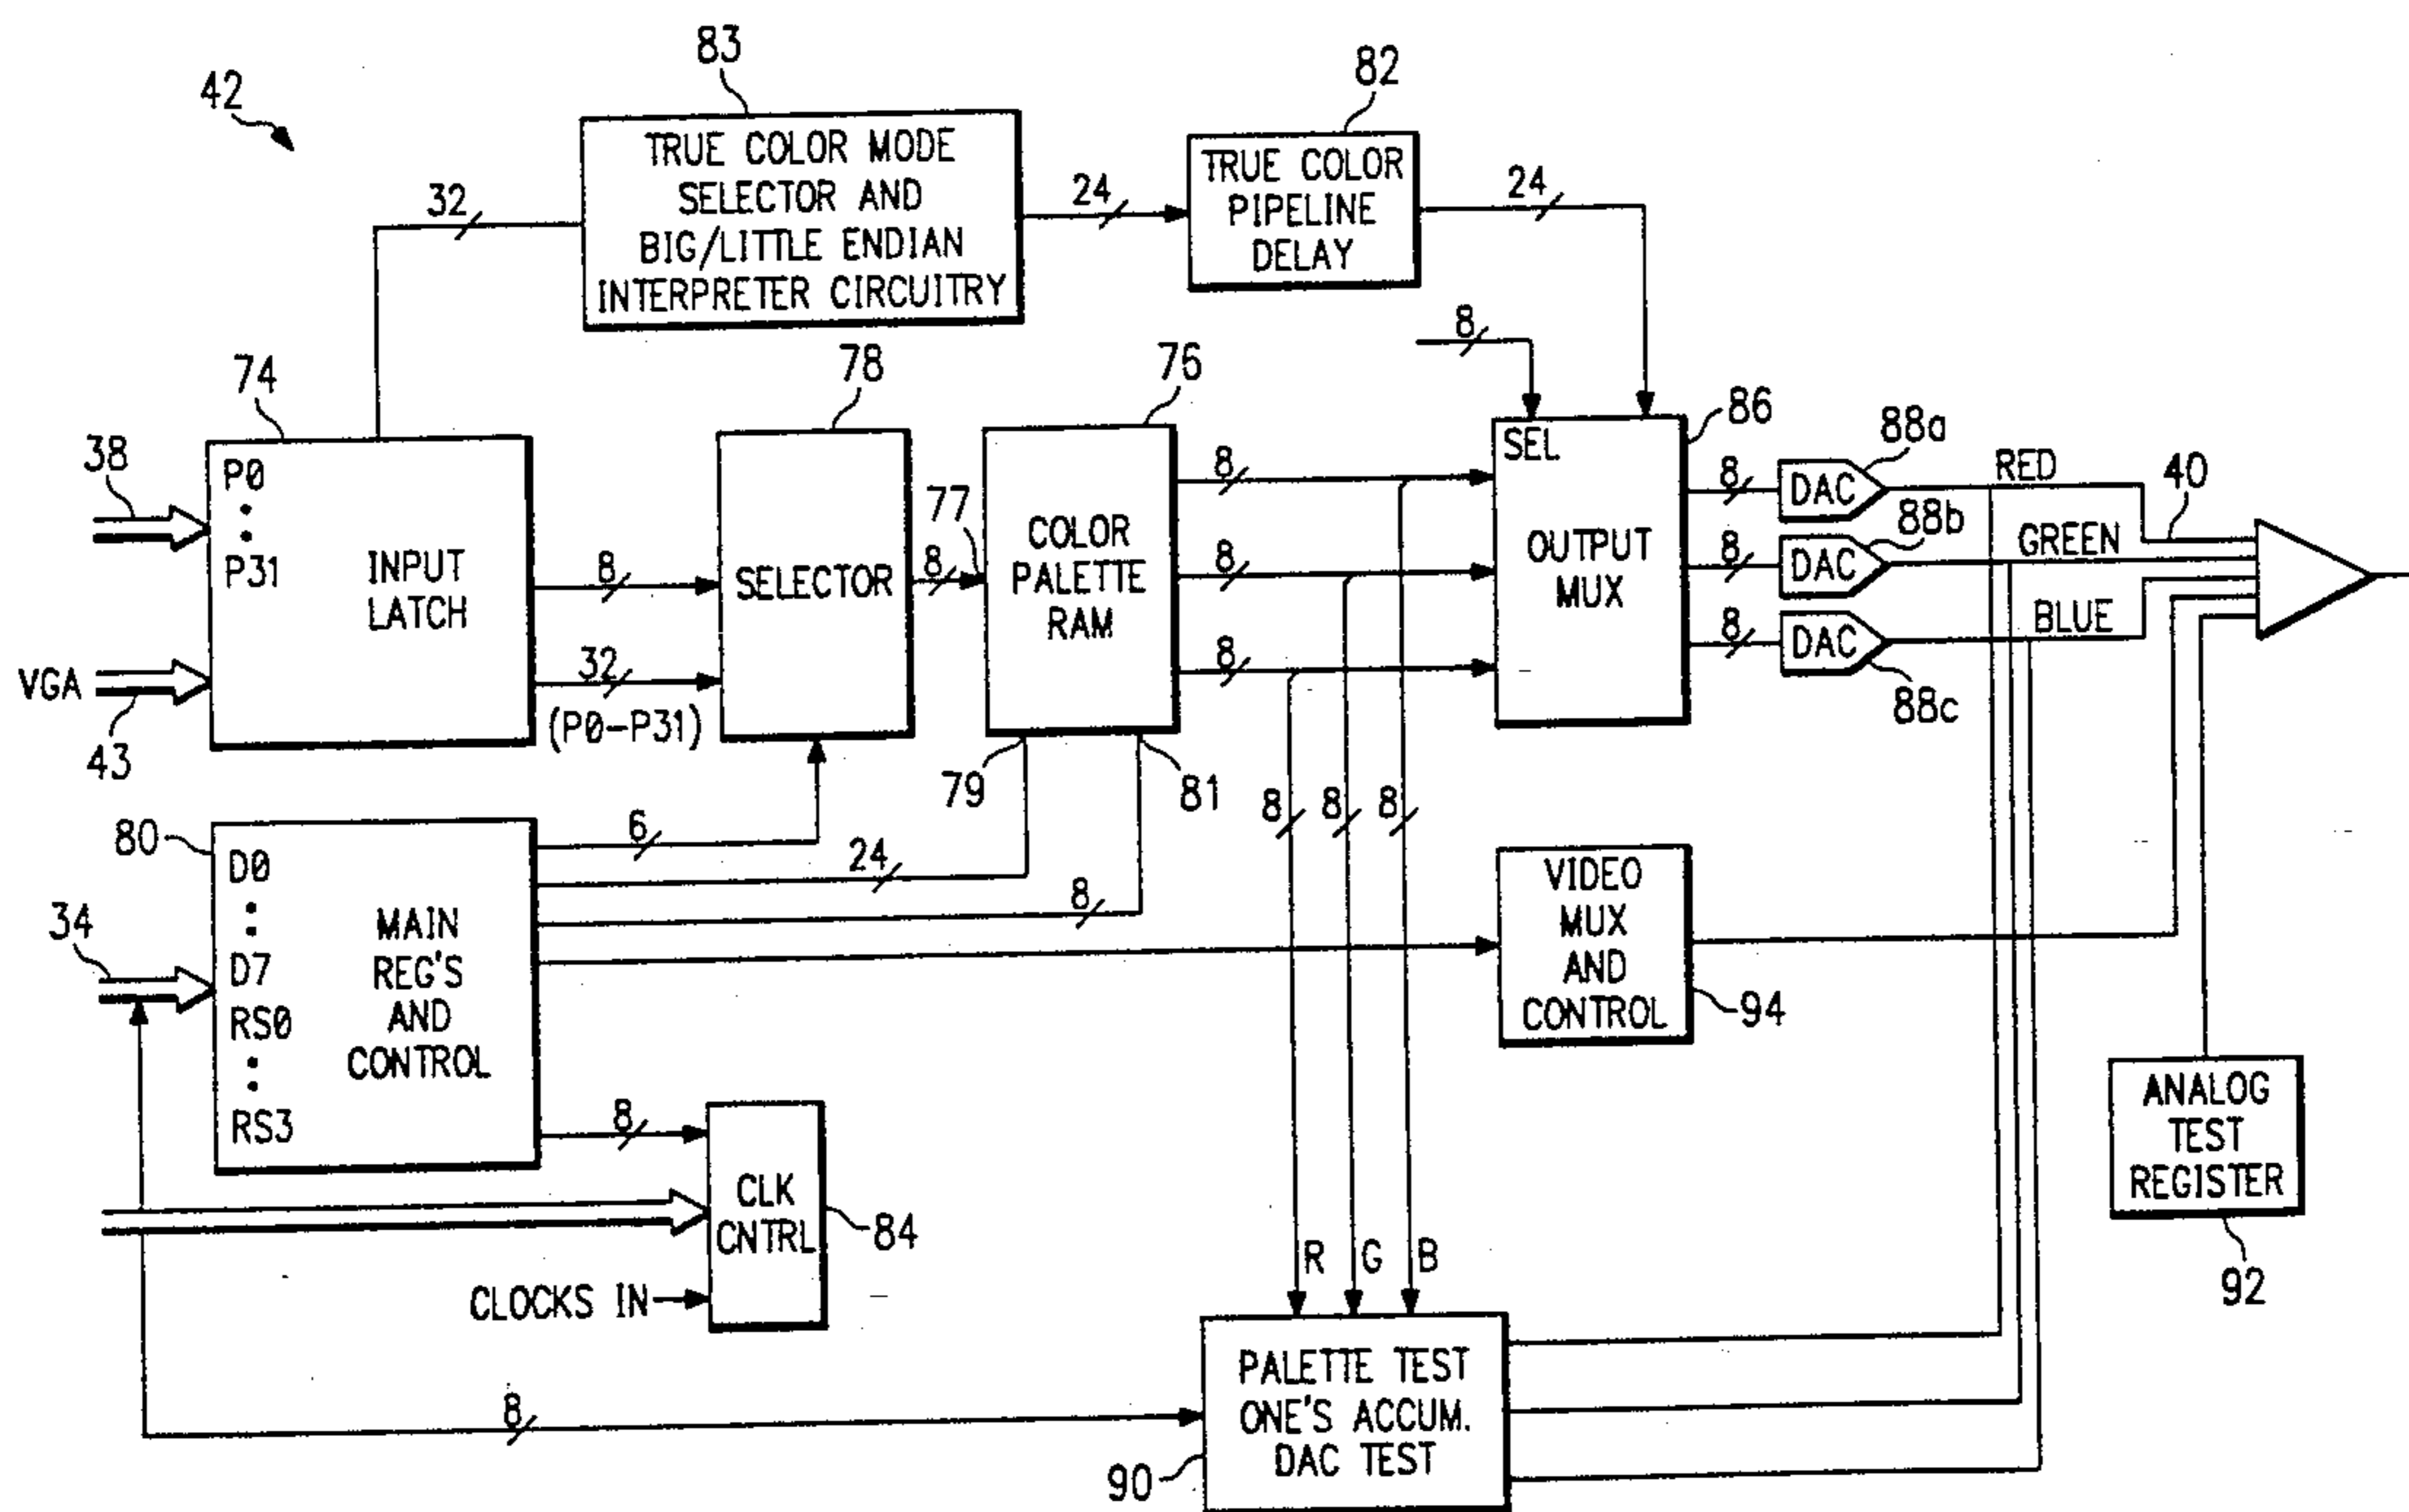 42
83
TRUE COLOR MODE
SELECTOR AND
BIG/LITTLE ENDIAN
INTERPRETER CIRCUITRY
32
24
82
TRUE COLOR
PIPELINE
DELAY
24
8
74
38
P0
P31
INPUT
LATCH
VGA
43
8
32
(P0-P31)
78
SELECTOR
8
77
76
COLOR
PALETTE
RAM
79
81
8
8
8
SEL
OUTPUT
MUX
86
8
8
8
88a
DAC
88b
DAC
DAC
88c
RED
GREEN
BLUE
40
80
34
D0
D7
RS0
RS3
MAIN
REG'S
AND
CONTROL
6
24
8
8
8
8
8
VIDEO
MUX
AND
CONTROL
94
CLK
CNTRL
84
CLOCKS IN
R
G
B
ANALOG
TEST
REGISTER
92
8
PALETTE TEST
ONE'S ACCUM.
DAC TEST
90